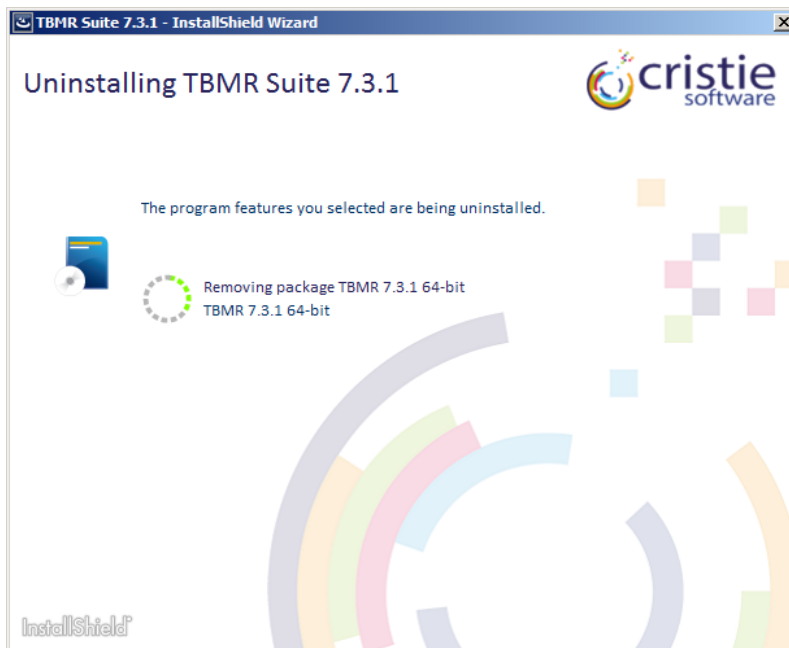 TBMR Suite 7.3.1 - InstallShield Wizard
Uninstalling TBMR Suite 7.3.1
cristie
software
The program features you selected are being uninstalled.
Removing package TBMR 7.3.1 64-bit
TBMR 7.3.1 64-bit
InstallShield